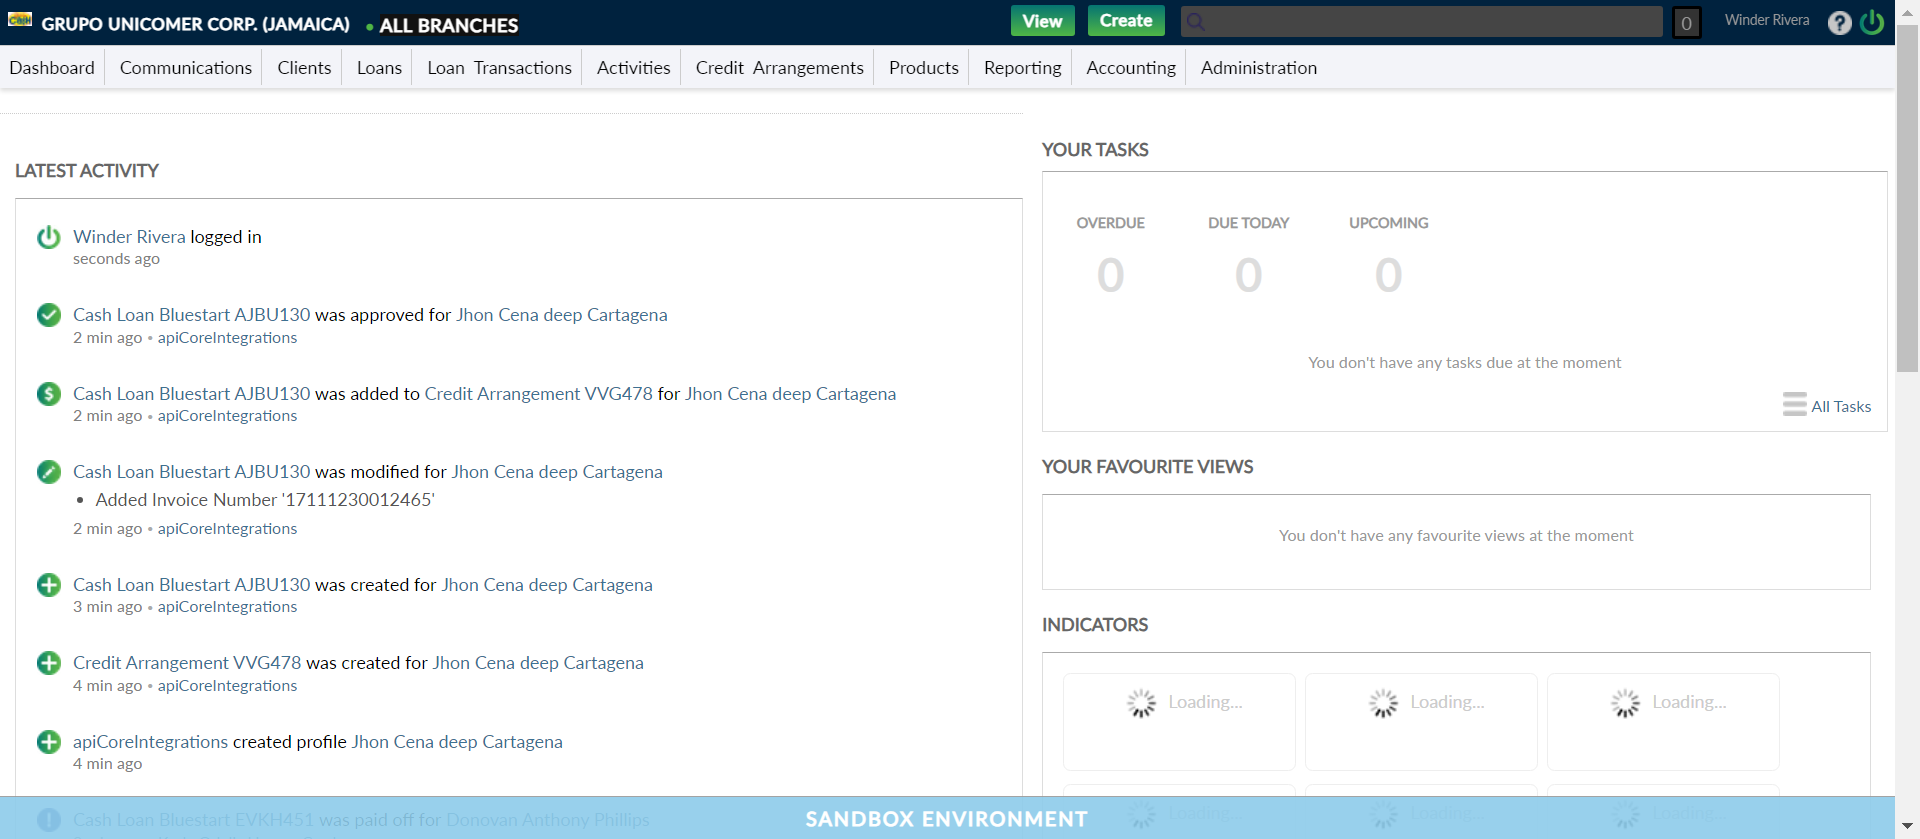 Cash GRUPO UNICOMER CORP. (JAMAICA) • ALL BRANCHES View Create 0 Winder Rivera ?
Dashboard Communications Clients Loans Loan Transactions Activities Credit Arrangements Products Reporting Accounting Administration
LATEST ACTIVITY
Winder Rivera logged in
seconds ago
Cash Loan Bluestart AJBU130 was approved for Jhon Cena deep Cartagena
2 min ago • apiCoreIntegrations
Cash Loan Bluestart AJBU130 was added to Credit Arrangement VVG478 for Jhon Cena deep Cartagena
2 min ago • apiCoreIntegrations
Cash Loan Bluestart AJBU130 was modified for Jhon Cena deep Cartagena
• Added Invoice Number '17111230012465'
2 min ago • apiCoreIntegrations
Cash Loan Bluestart AJBU130 was created for Jhon Cena deep Cartagena
3 min ago • apiCoreIntegrations
Credit Arrangement VVG478 was created for Jhon Cena deep Cartagena
4 min ago • apiCoreIntegrations
apiCoreIntegrations created profile Jhon Cena deep Cartagena
4 min ago
Cash Loan Bluestart EVKH451 was paid off for Donovan Anthony Phillips
YOUR TASKS
OVERDUE DUE TODAY UPCOMING
0 0 0
You don't have any tasks due at the moment
All Tasks
YOUR FAVOURITE VIEWS
You don't have any favourite views at the moment
INDICATORS
Loading... Loading... Loading...
Loading... Loading... Loading...
SANDBOX ENVIRONMENT